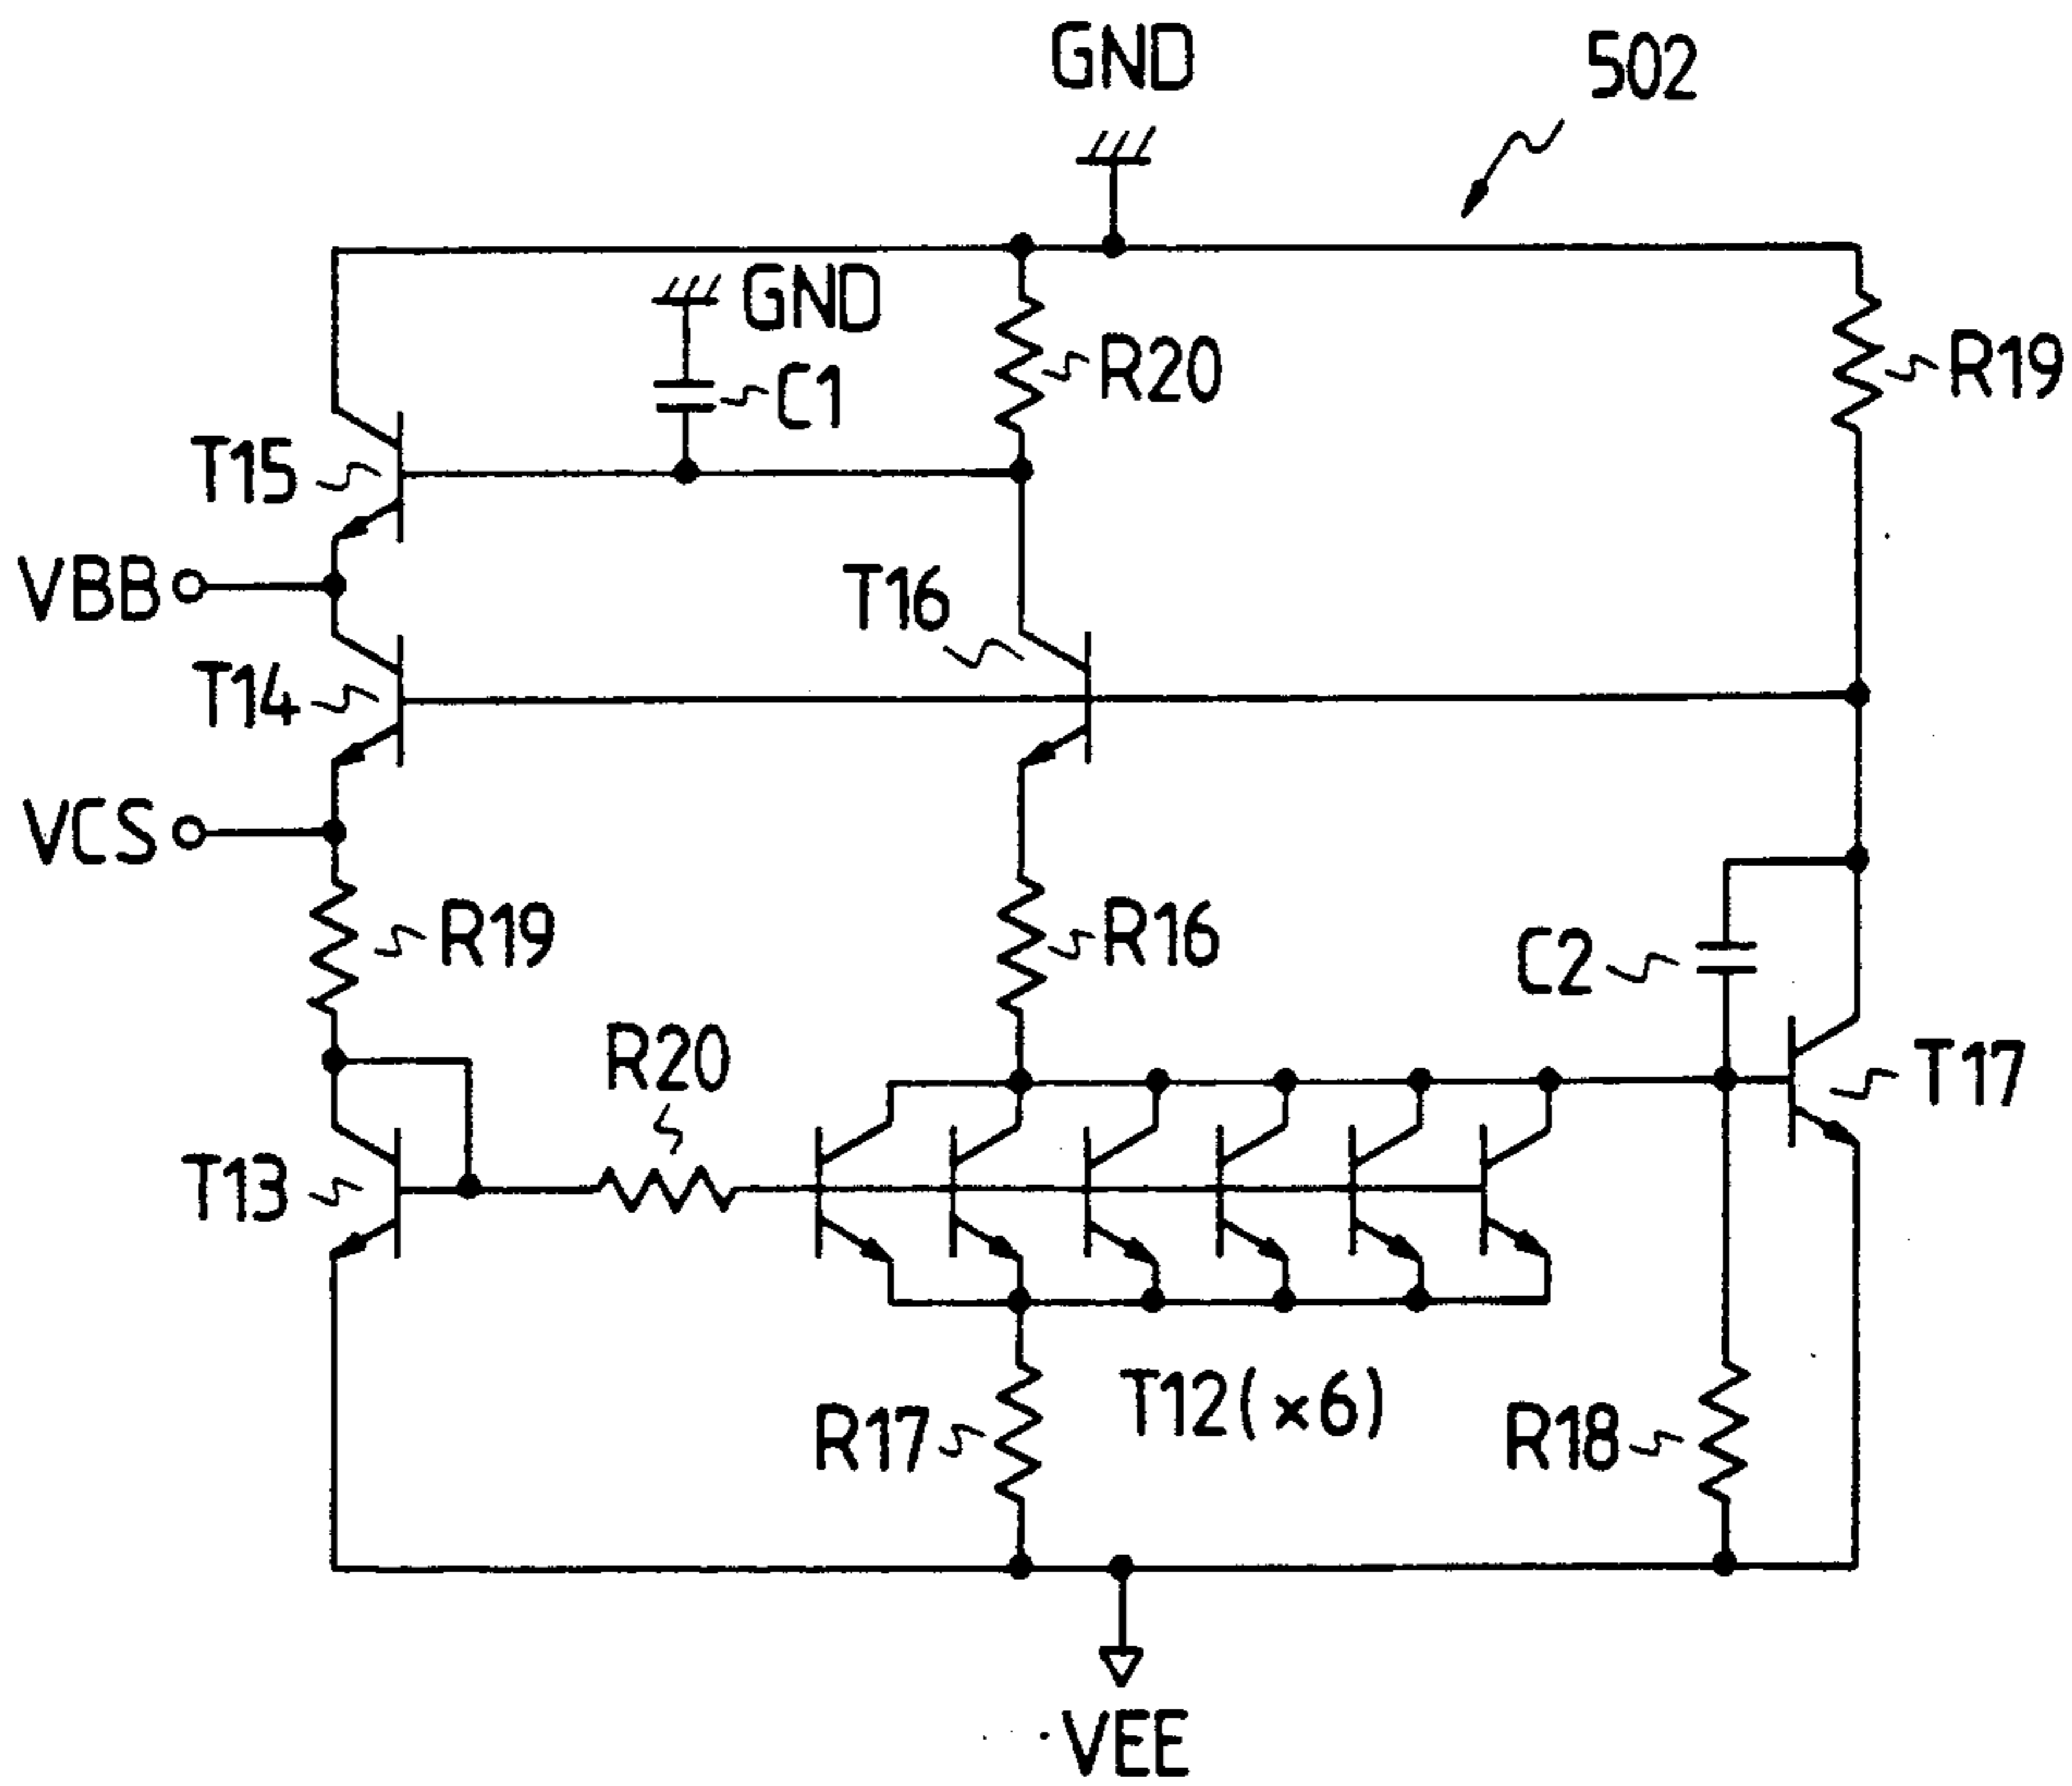 GND
502
GND
C1
R20
R19
T15
VBB
T16
T14
VCS
R19
R16
C2
R20
T17
T13
T12(×6)
R17
R18
VEE